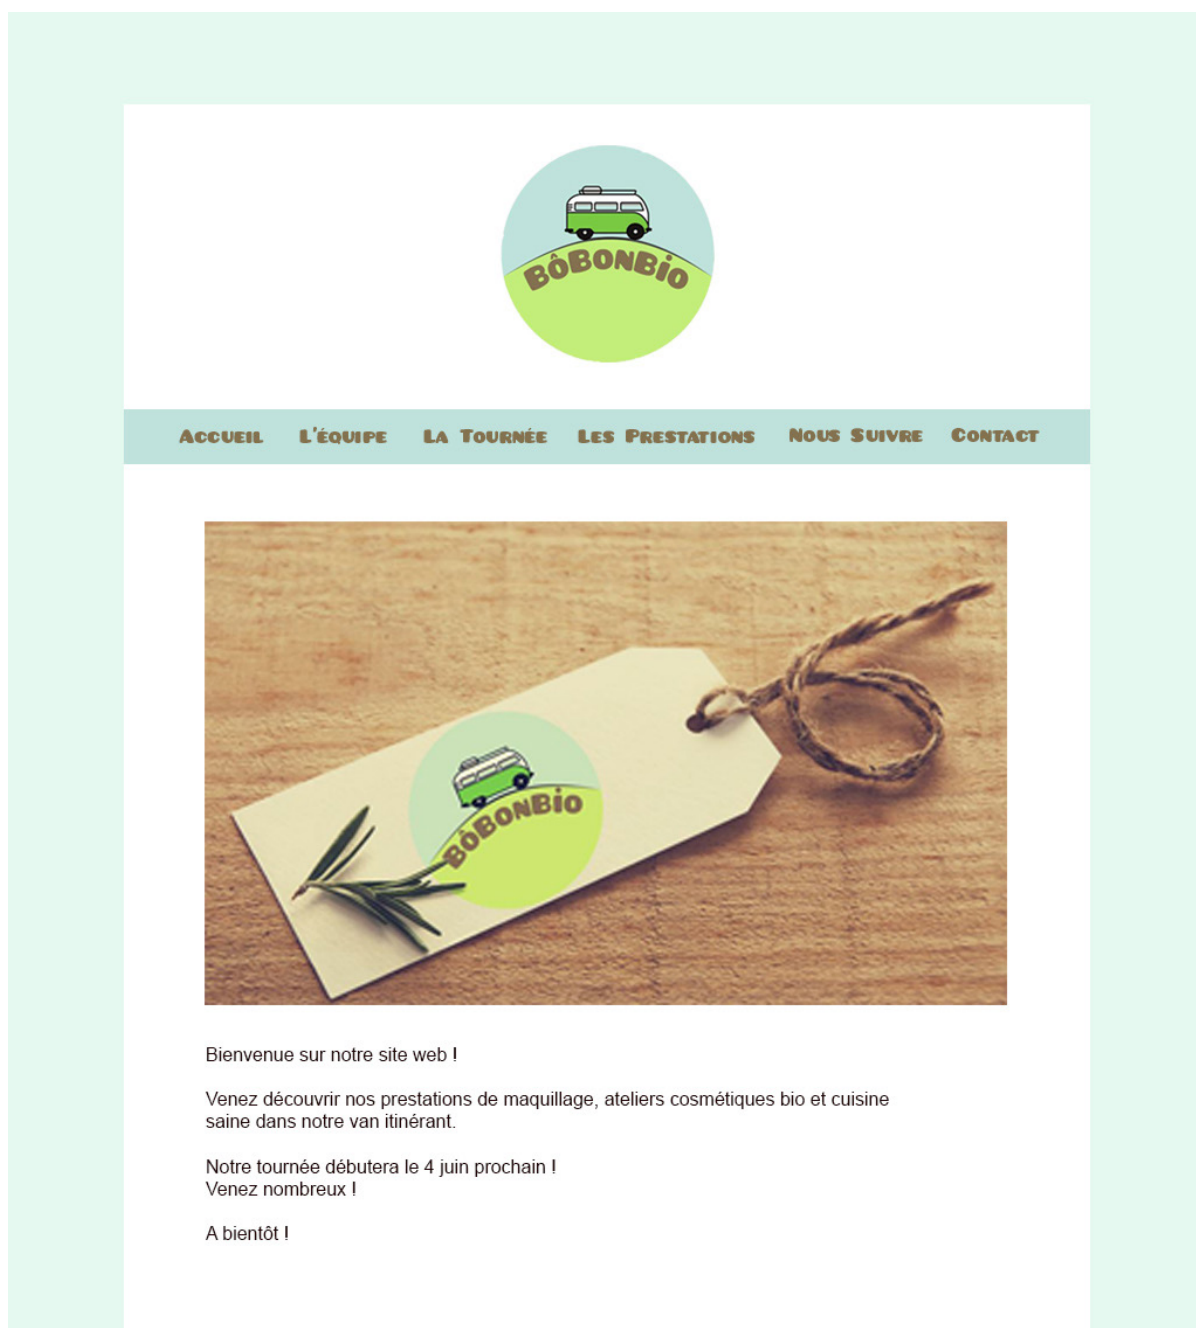 BôBonBio
Accueil L'équipe La Tournée Les Prestations Nous Suivre Contact
BôBonBio
Bienvenue sur notre site web !
Venez découvrir nos prestations de maquillage, ateliers cosmétiques bio et cuisine
saine dans notre van itinérant.
Notre tournée débutera le 4 juin prochain !
Venez nombreux !
A bientôt !